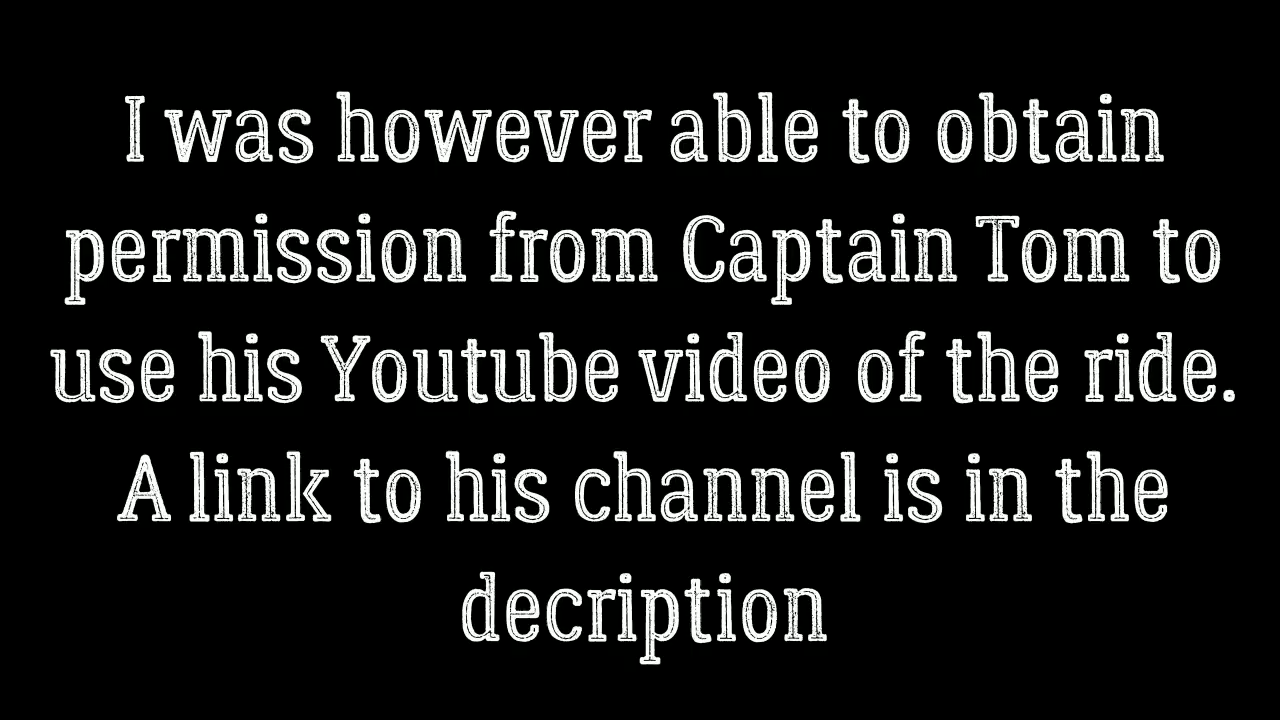 I was however able to obtain
permission from Captain Tom to
use his Youtube video of the ride.
A link to his channel is in the
decription